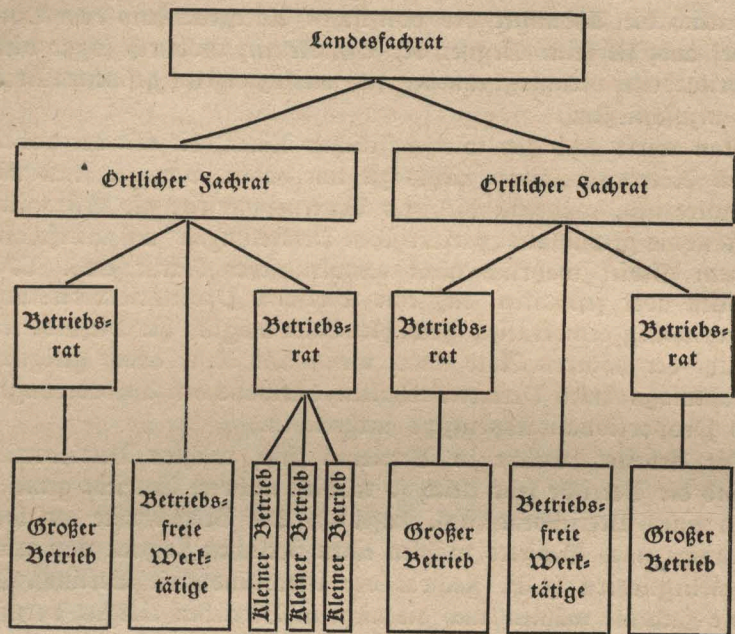 Landesfachrat
Örtlicher Fachrat
Örtlicher Fachrat
Betriebs-
rat
Betriebs-
rat
Betriebs-
rat
Betriebs-
rat
Großer
Betrieb
Betriebs-
freie
Werk-
tätige
Kleiner Betrieb
Kleiner Betrieb
Kleiner Betrieb
Großer
Betrieb
Betriebs-
freie
Werk-
tätige
Großer
Betrieb